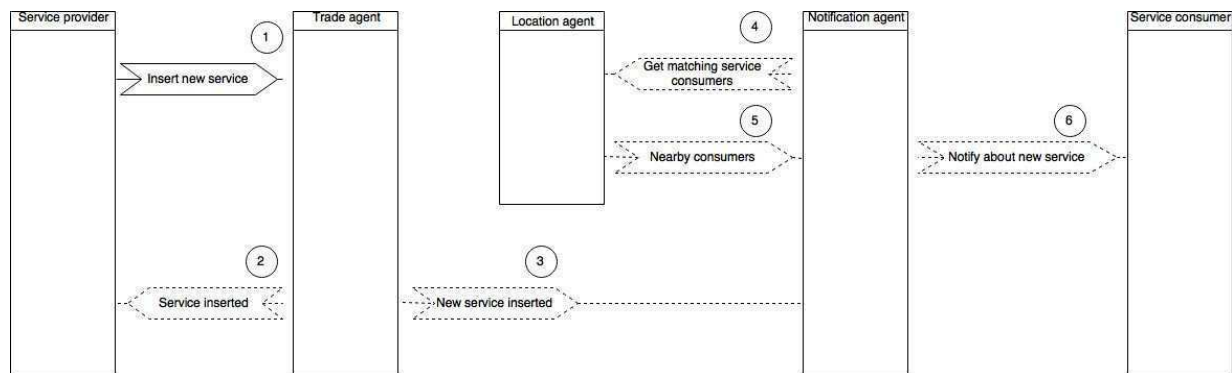 Service provider
Trade agent
Location agent
Notification agent
Service consumer
1
Insert new service
4
Get matching service
consumers
5
Nearby consumers
6
Notify about new service
2
Service inserted
3
New service inserted